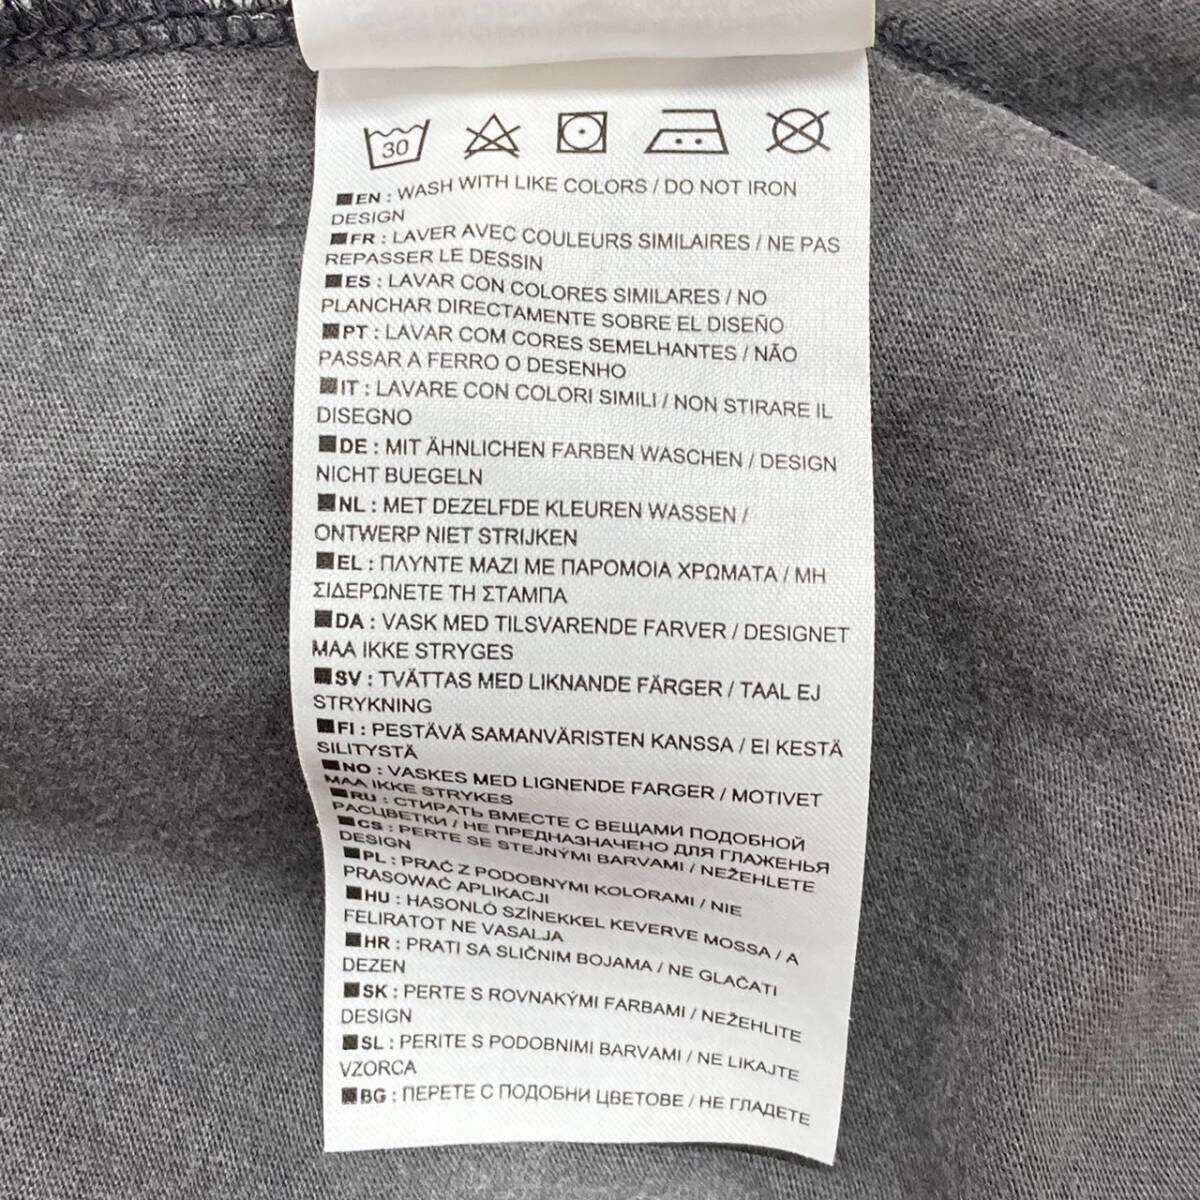 30
EN : WASH WITH LIKE COLORS / DO NOT IRON
DESIGN
FR : LAVER AVEC COULEURS SIMILAIRES / NE PAS
REPASSER LE DESSIN
ES : LAVAR CON COLORES SIMILARES / NO
PLANCHAR DIRECTAMENTE SOBRE EL DISEÑO
PT : LAVAR COM CORES SEMELHANTES / NÃO
PASSAR A FERRO O DESENHO
IT : LAVARE CON COLORI SIMILI / NON STIRARE IL
DISEGNO
DE : MIT ÄHNLICHEN FARBEN WASCHEN / DESIGN
NICHT BUEGELN
NL : MET DEZELFDE KLEUREN WASSEN /
ONTWERP NIET STRIJKEN
EL : ΠΛΥΝΤΕ ΜΑΖΙ ΜΕ ΠΑΡΟΜΟΙΑ ΧΡΩΜΑΤΑ / ΜΗ
ΣΙΔΕΡΩΝΕΤΕ ΤΗ ΣΤΑΜΠΑ
DA : VASK MED TILSVARENDE FARVER / DESIGNET
MAA IKKE STRYGES
SV : TVÄTTAS MED LIKNANDE FÄRGER / TAAL EJ
STRYKNING
FI : PESTÄVÄ SAMANVÄRISTEN KANSSA / EI KESTÄ
SILITYSTÄ
NO : VASKES MED LIGNENDE FARGER / MOTIVET
MAA IKKE STRYKES
RU : СТИРАТЬ ВМЕСТЕ С ВЕЩАМИ ПОДОБНОЙ
РАСЦВЕТКИ / НЕ ПРЕДНАЗНАЧЕНО ДЛЯ ГЛАЖЕНЬЯ
CS : PERTE SE STEJNÝMI BARVAMI / NEŽEHLETE
DESIGN
PL : PRAĆ Z PODOBNYMI KOLORAMI / NIE
PRASOWAĆ APLIKACJI
HU : HASONLÓ SZÍNEKKEL KEVERVE MOSSA / A
FELIRATOT NE VASALJA
HR : PRATI SA SLIČNIM BOJAMA / NE GLAČATI
DEZEN
SK : PERTE S ROVNAKÝMI FARBAMI / NEŽEHLITE
DESIGN
SL : PERITE S PODOBNIMI BARVAMI / NE LIKAJTE
VZORCA
BG : ПЕРЕТЕ С ПОДОБНИ ЦВЕТОВЕ / НЕ ГЛАДЕТЕ